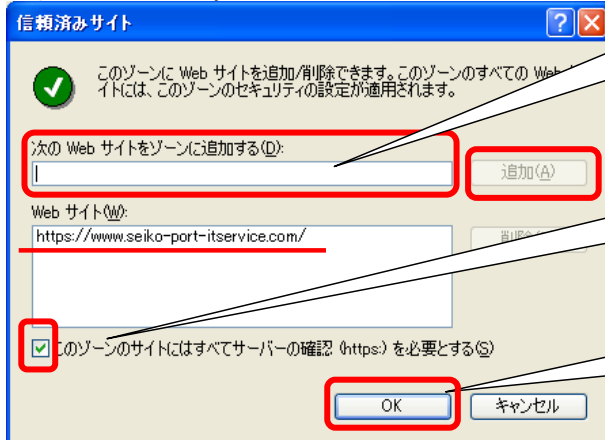 信頼済みサイト
このゾーンに Web サイトを追加/削除できます。このゾーンのすべての Web
イトには、このゾーンのセキュリティの設定が適用されます。
次の Web サイトをゾーンに追加する(D):
追加(A)
Web サイト(W):
https://www.seiko-port-itservice.com/
このゾーンのサイトにはすべてサーバーの確認 (https:) を必要とする(S)
OK
キャンセル